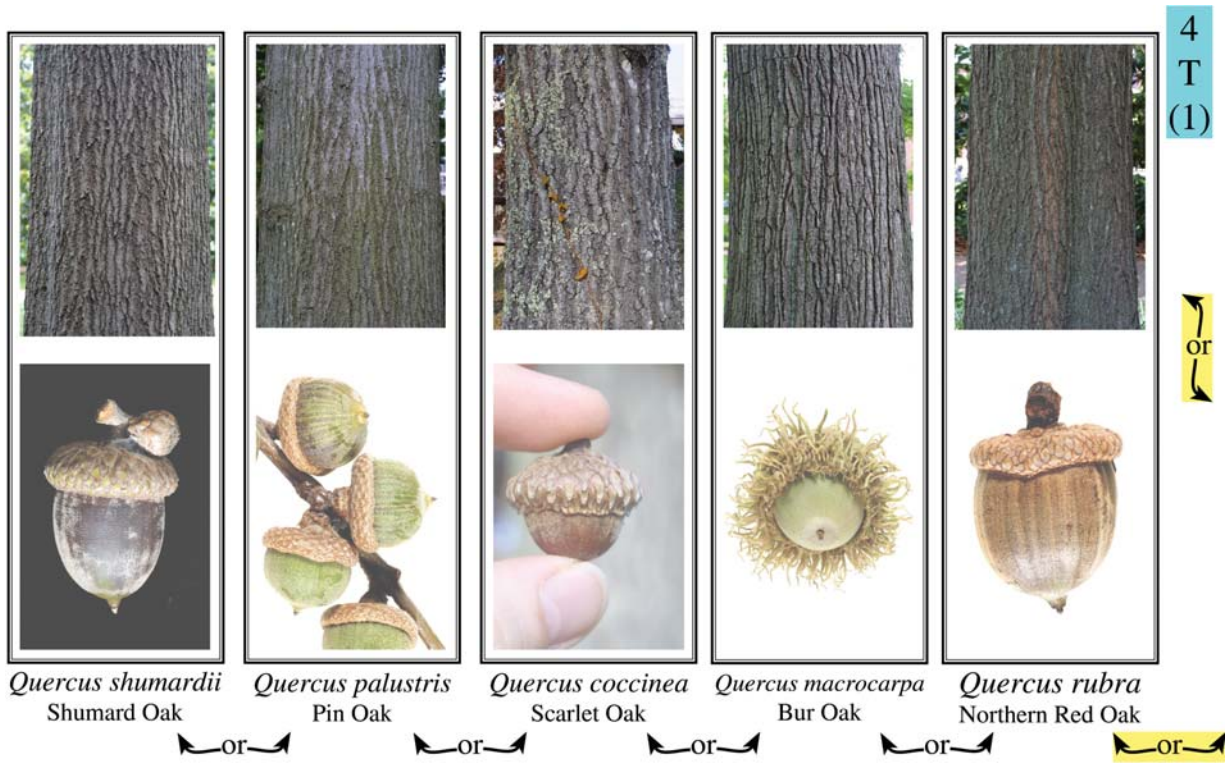 4
T
(1)
or
Quercus shumardii
Shumard Oak
Quercus palustris
Pin Oak
Quercus coccinea
Scarlet Oak
Quercus macrocarpa
Bur Oak
Quercus rubra
Northern Red Oak
or
or
or
or
or